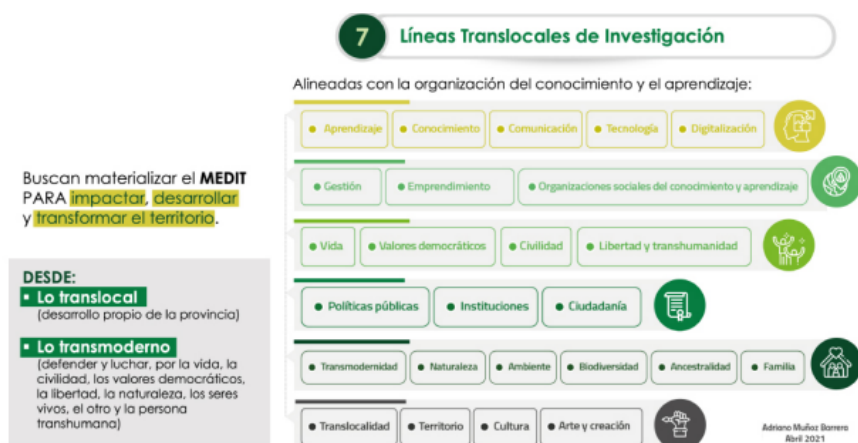 7 Líneas Translocales de Investigación
Alineadas con la organización del conocimiento y el aprendizaje:
• Aprendizaje • Conocimiento • Comunicación • Tecnología • Digitalización
• Gestión • Emprendimiento • Organizaciones sociales del conocimiento y aprendizaje
• Vida • Valores democráticos • Civilidad • Libertad y transhumanidad
• Políticas públicas • Instituciones • Ciudadanía
• Transmodernidad • Naturaleza • Ambiente • Biodiversidad • Ancestralidad • Familia
• Translocalidad • Territorio • Cultura • Arte y creación
Buscan materializar el MEDIT
PARA impactar, desarrollar
y transformar el territorio.
DESDE:
▪ Lo translocal
(desarrollo propio de la provincia)
▪ Lo transmoderno
(defender y luchar, por la vida, la
civilidad, los valores democráticos,
la libertad, la naturaleza, los seres
vivos, el otro y la persona
transhumana)
Adriano Muñoz Barrera
Abril 2021